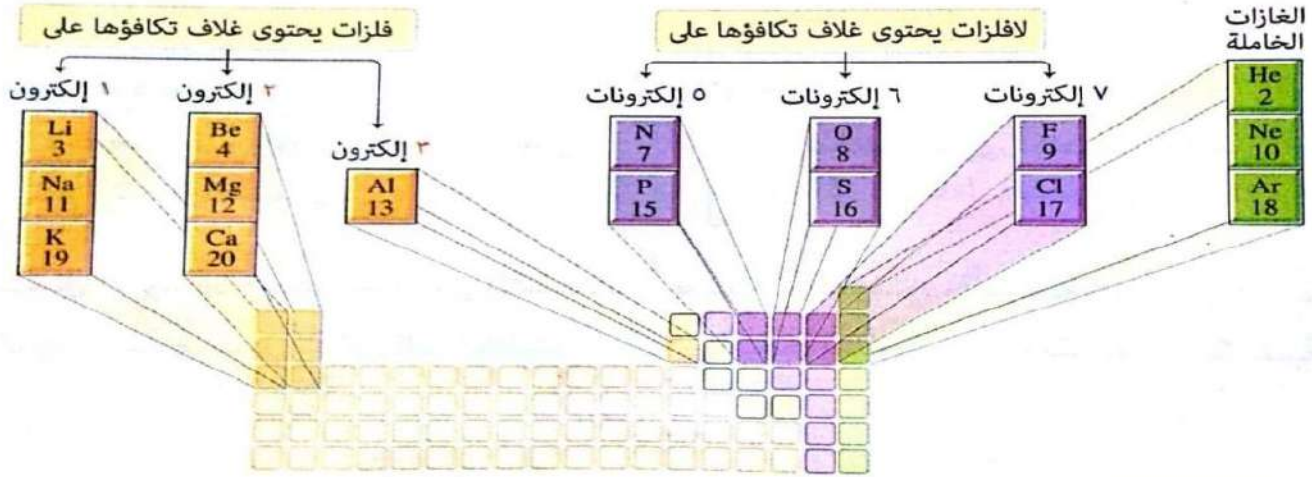 الغازات
الخاملة
فلزات يحتوى غلاف تكافؤها على
لافلزات يحتوى غلاف تكافؤها على
١ إلكترون
٢ إلكترون
٣ إلكترون
٥ إلكترونات
٦ إلكترونات
٧ إلكترونات
Li
3
Na
11
K
19
Be
4
Mg
12
Ca
20
Al
13
N
7
P
15
O
8
S
16
F
9
Cl
17
He
2
Ne
10
Ar
18